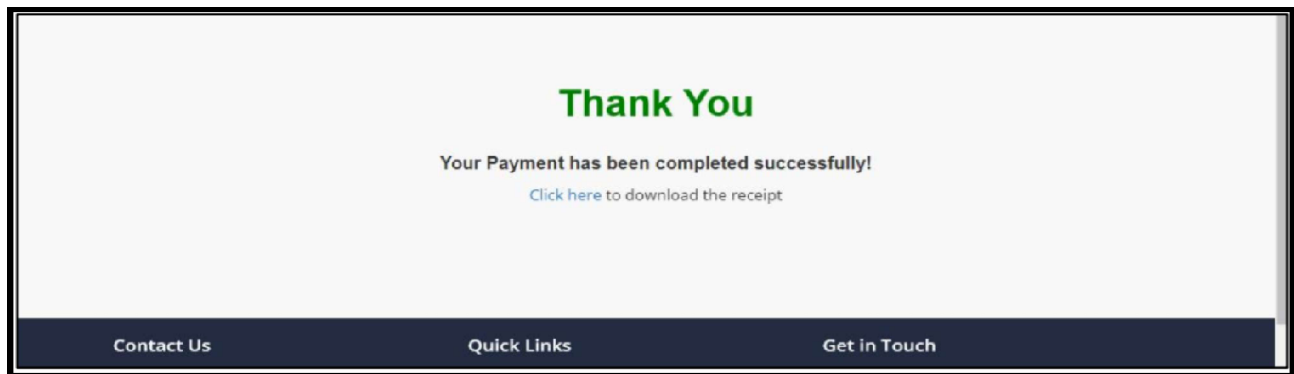 Thank You
Your Payment has been completed successfully!
Click here to download the receipt
Contact Us
Quick Links
Get in Touch